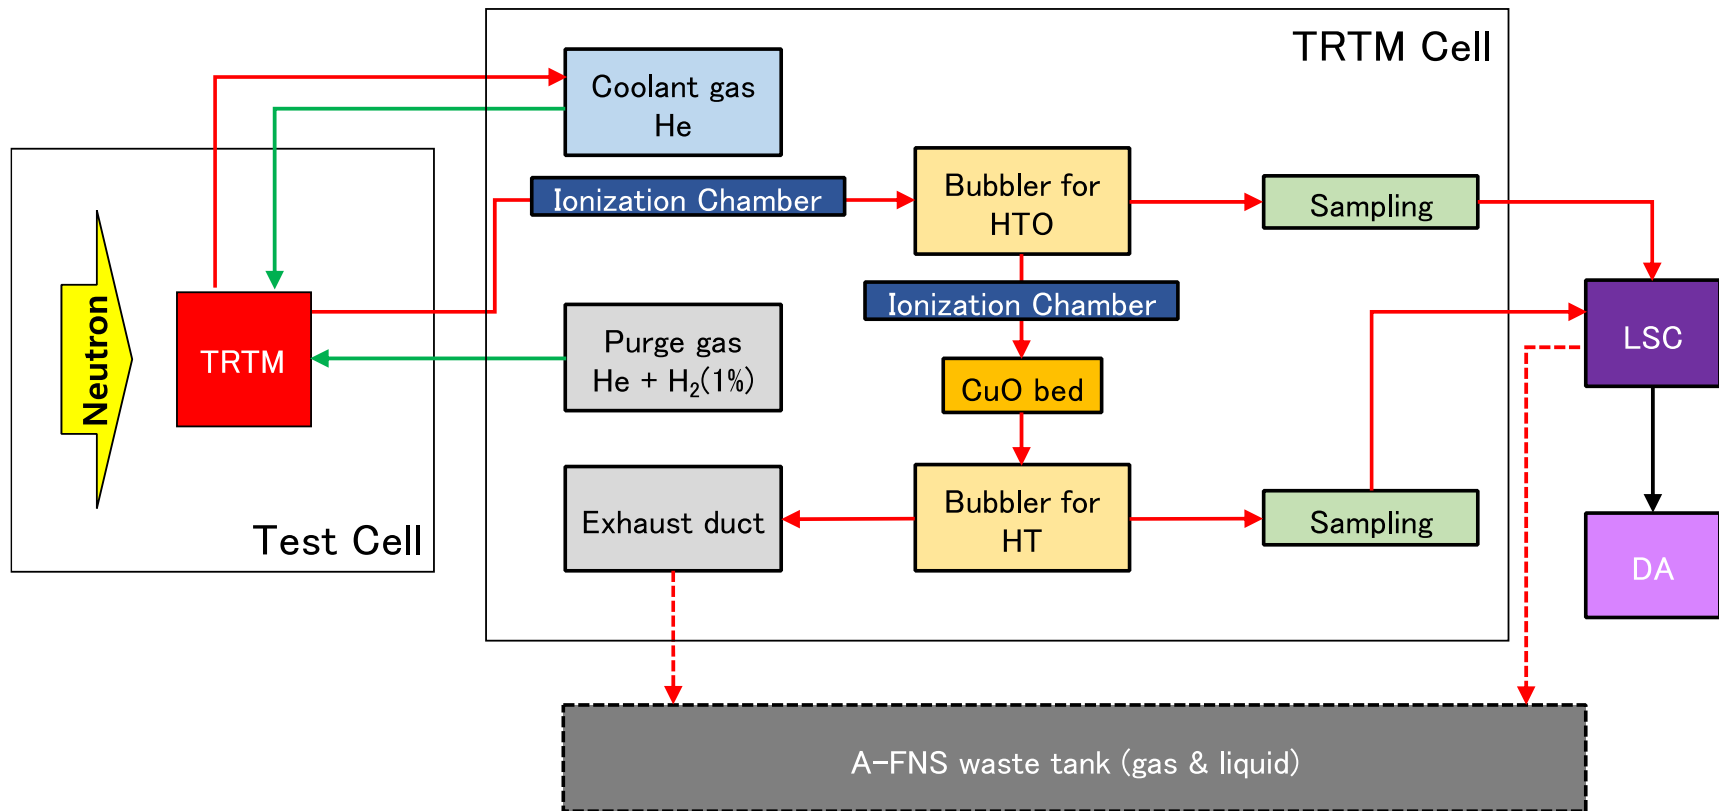 TRTM Cell
Coolant gas
He
Ionization Chamber
Bubbler for
HTO
Sampling
Ionization Chamber
Neutron
TRTM
Purge gas
He + H₂(1%)
CuO bed
LSC
Exhaust duct
Bubbler for
HT
Sampling
Test Cell
DA
A-FNS waste tank (gas & liquid)